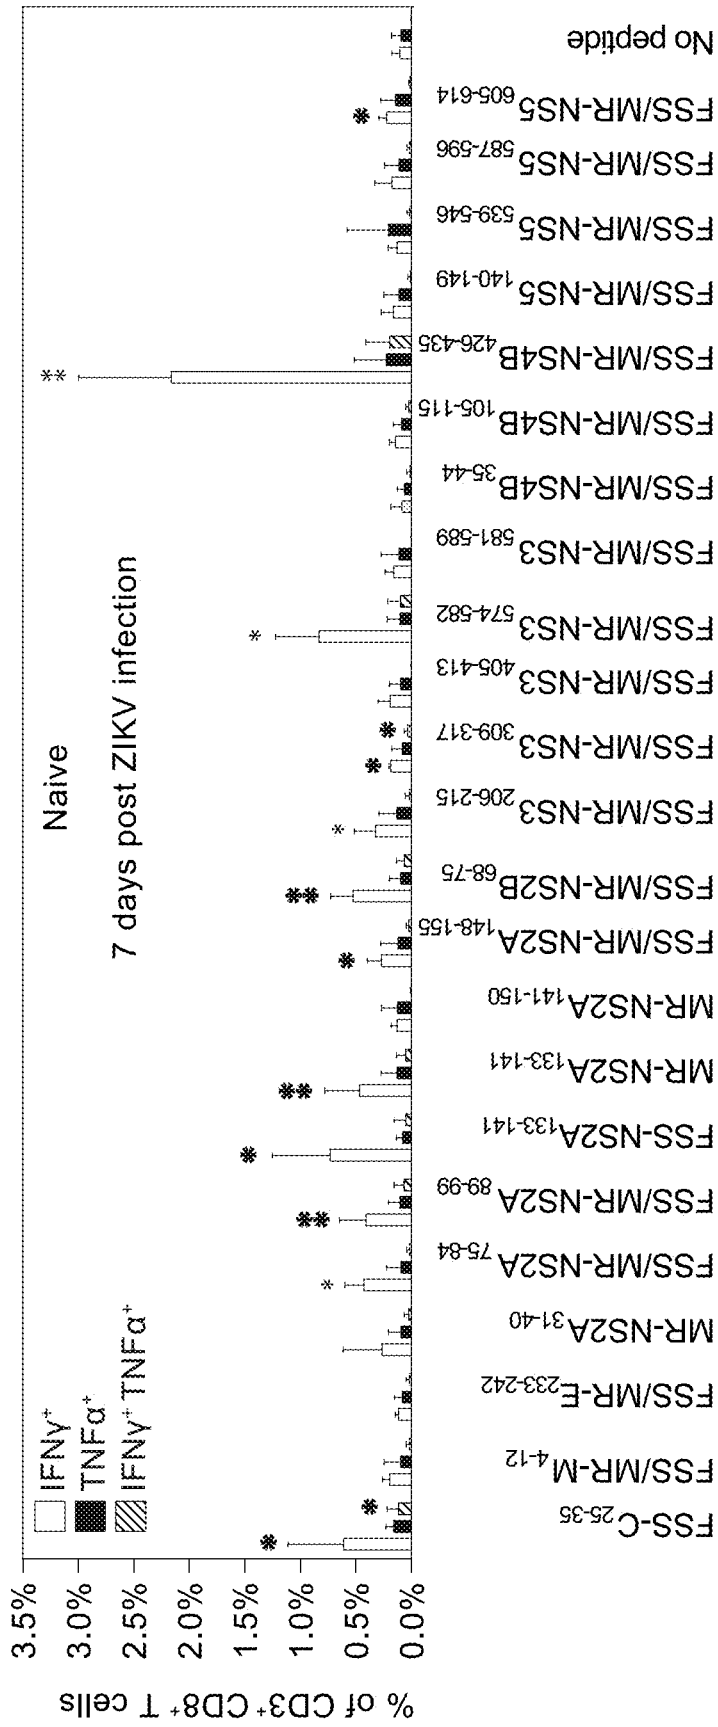 Naive
7 days post ZIKV infection
IFNγ⁺
TNFα⁺
IFNγ⁺ TNFα⁺
% of CD3⁺CD8⁺ T cells
3.5%
3.0%
2.5%
2.0%
1.5%
1.0%
0.5%
0.0%
* * * ** * ** * ** * * * * ** *
FSS-C25-35
FSS/MR-M4-12
FSS/MR-E233-242
MR-NS2A31-40
FSS/MR-NS2A75-84
FSS/MR-NS2A89-99
FSS-NS2A133-141
MR-NS2A133-141
MR-NS2A141-150
FSS/MR-NS2A148-155
FSS/MR-NS2B68-75
FSS/MR-NS3206-215
FSS/MR-NS3309-317
FSS/MR-NS3405-413
FSS/MR-NS3574-582
FSS/MR-NS3581-589
FSS/MR-NS4B35-44
FSS/MR-NS4B105-115
FSS/MR-NS4B426-435
FSS/MR-NS5140-149
FSS/MR-NS5539-546
FSS/MR-NS5587-596
FSS/MR-NS5605-614
No peptide